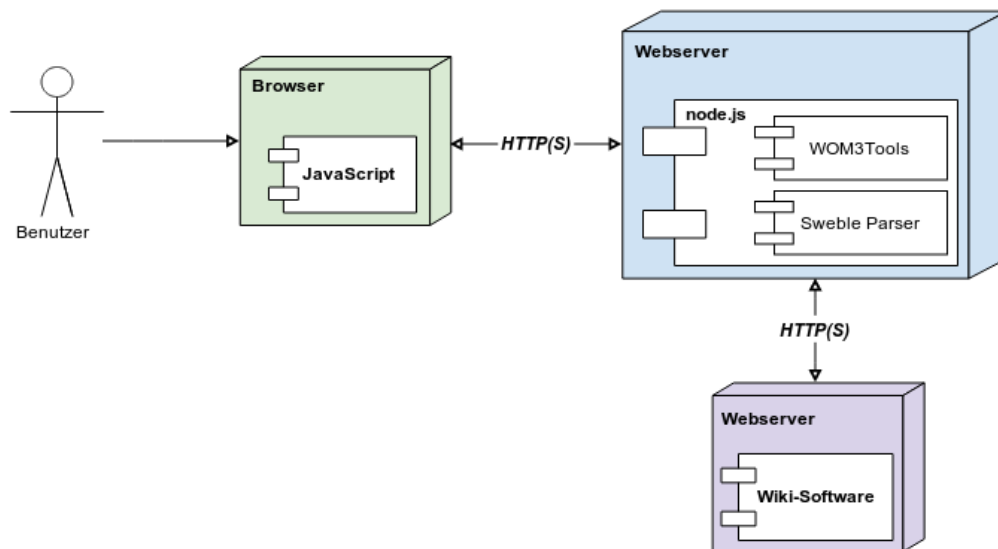 Webserver
Browser
node.js
WOM3Tools
HTTP(S)
JavaScript
Sweble Parser
Benutzer
HTTP(S)
Webserver
Wiki-Software